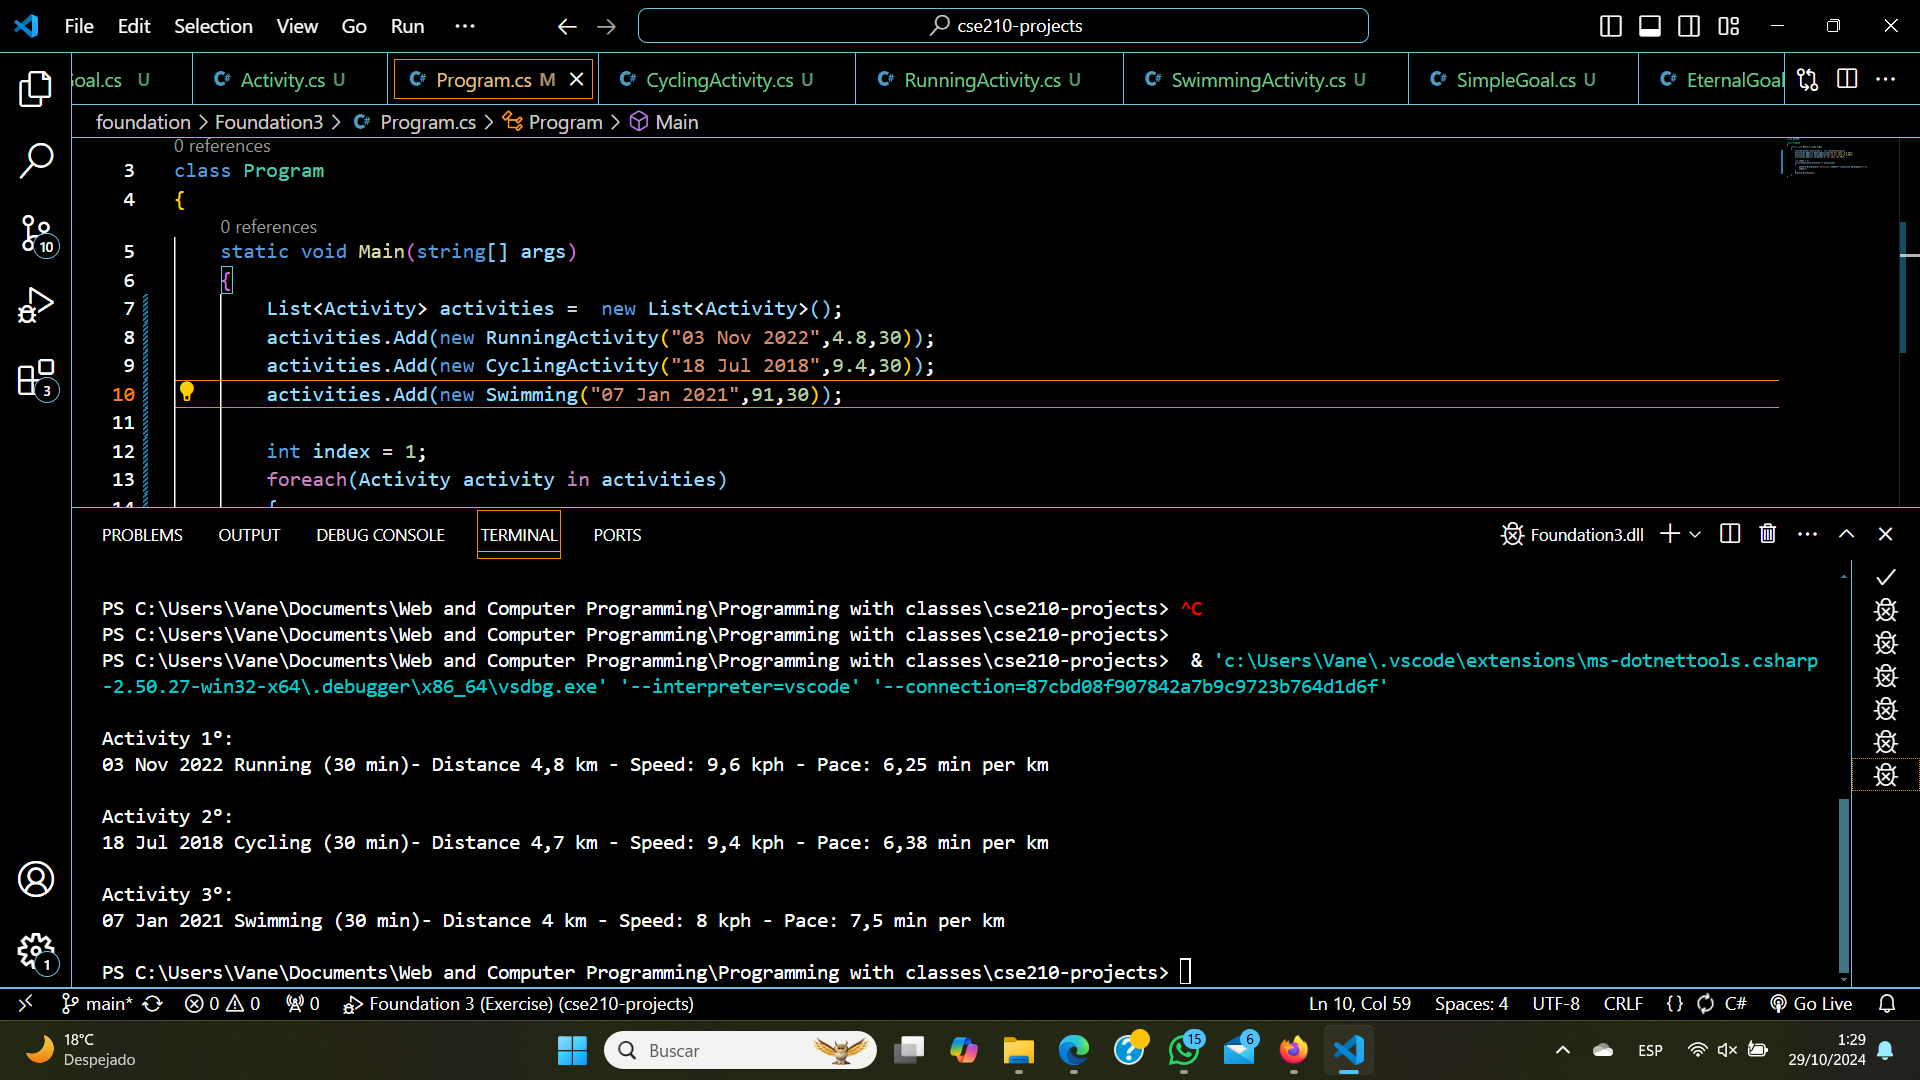 File Edit Selection View Go Run ···
cse210-projects
oal.cs U
C# Activity.cs U
C# Program.cs M
C# CyclingActivity.cs U
C# RunningActivity.cs U
C# SwimmingActivity.cs U
C# SimpleGoal.cs U
C# EternalGoal
foundation > Foundation3 > C# Program.cs > Program > Main
0 references
3 class Program
4 {
0 references
5 static void Main(string[] args)
6 {
7 List<Activity> activities =  new List<Activity>();
8 activities.Add(new RunningActivity("03 Nov 2022",4.8,30));
9 activities.Add(new CyclingActivity("18 Jul 2018",9.4,30));
10 activities.Add(new Swimming("07 Jan 2021",91,30));
11
12 int index = 1;
13 foreach(Activity activity in activities)
14 {
10
3
PROBLEMS OUTPUT DEBUG CONSOLE TERMINAL PORTS
Foundation3.dll
PS C:\Users\Vane\Documents\Web and Computer Programming\Programming with classes\cse210-projects> ^C
PS C:\Users\Vane\Documents\Web and Computer Programming\Programming with classes\cse210-projects>
PS C:\Users\Vane\Documents\Web and Computer Programming\Programming with classes\cse210-projects>  & 'c:\Users\Vane\.vscode\extensions\ms-dotnettools.csharp
-2.50.27-win32-x64\.debugger\x86_64\vsdbg.exe' '--interpreter=vscode' '--connection=87cbd08f907842a7b9c9723b764d1d6f'
Activity 1°:
03 Nov 2022 Running (30 min)- Distance 4,8 km - Speed: 9,6 kph - Pace: 6,25 min per km
Activity 2°:
18 Jul 2018 Cycling (30 min)- Distance 4,7 km - Speed: 9,4 kph - Pace: 6,38 min per km
Activity 3°:
07 Jan 2021 Swimming (30 min)- Distance 4 km - Speed: 8 kph - Pace: 7,5 min per km
PS C:\Users\Vane\Documents\Web and Computer Programming\Programming with classes\cse210-projects>
1
main* 0 0 0 Foundation 3 (Exercise) (cse210-projects)
Ln 10, Col 59 Spaces: 4 UTF-8 CRLF {} C# Go Live
18°C
Despejado
Buscar
15
6
ESP
1:29
29/10/2024